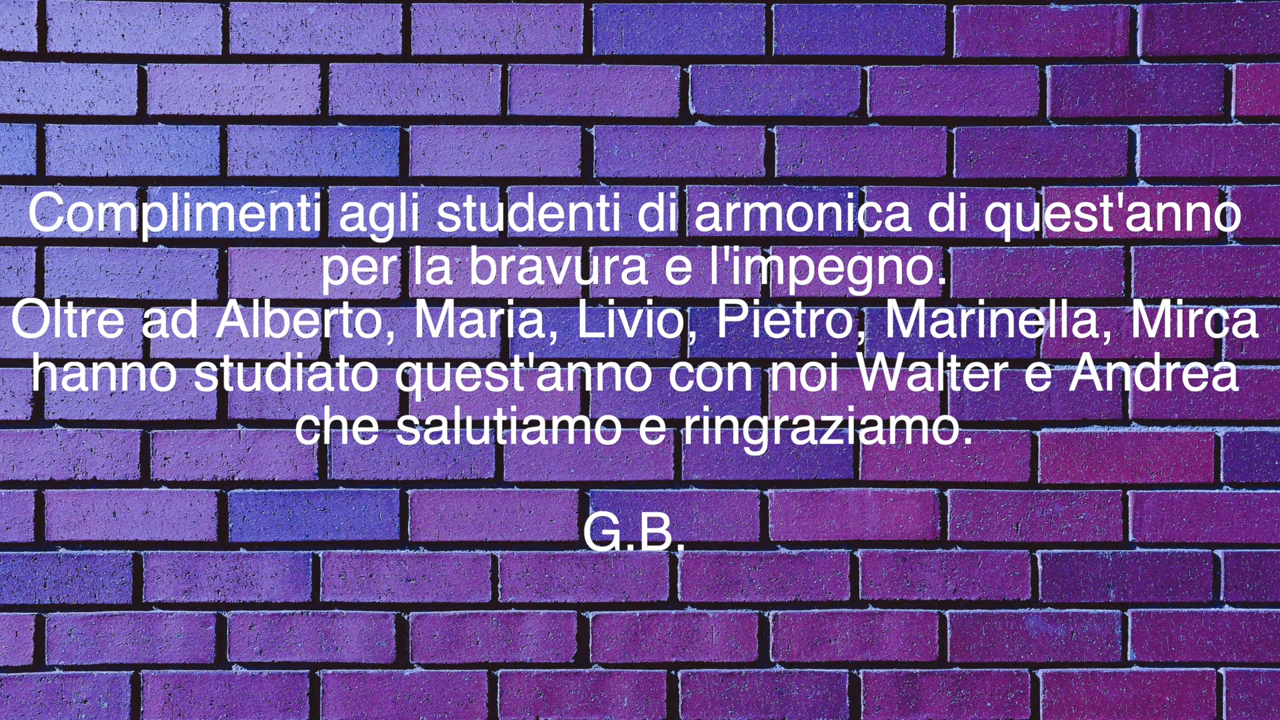 Complimenti agli studenti di armonica di quest'anno
per la bravura e l'impegno.
Oltre ad Alberto, Maria, Livio, Pietro, Marinella, Mirca
hanno studiato quest'anno con noi Walter e Andrea
che salutiamo e ringraziamo.
G.B.